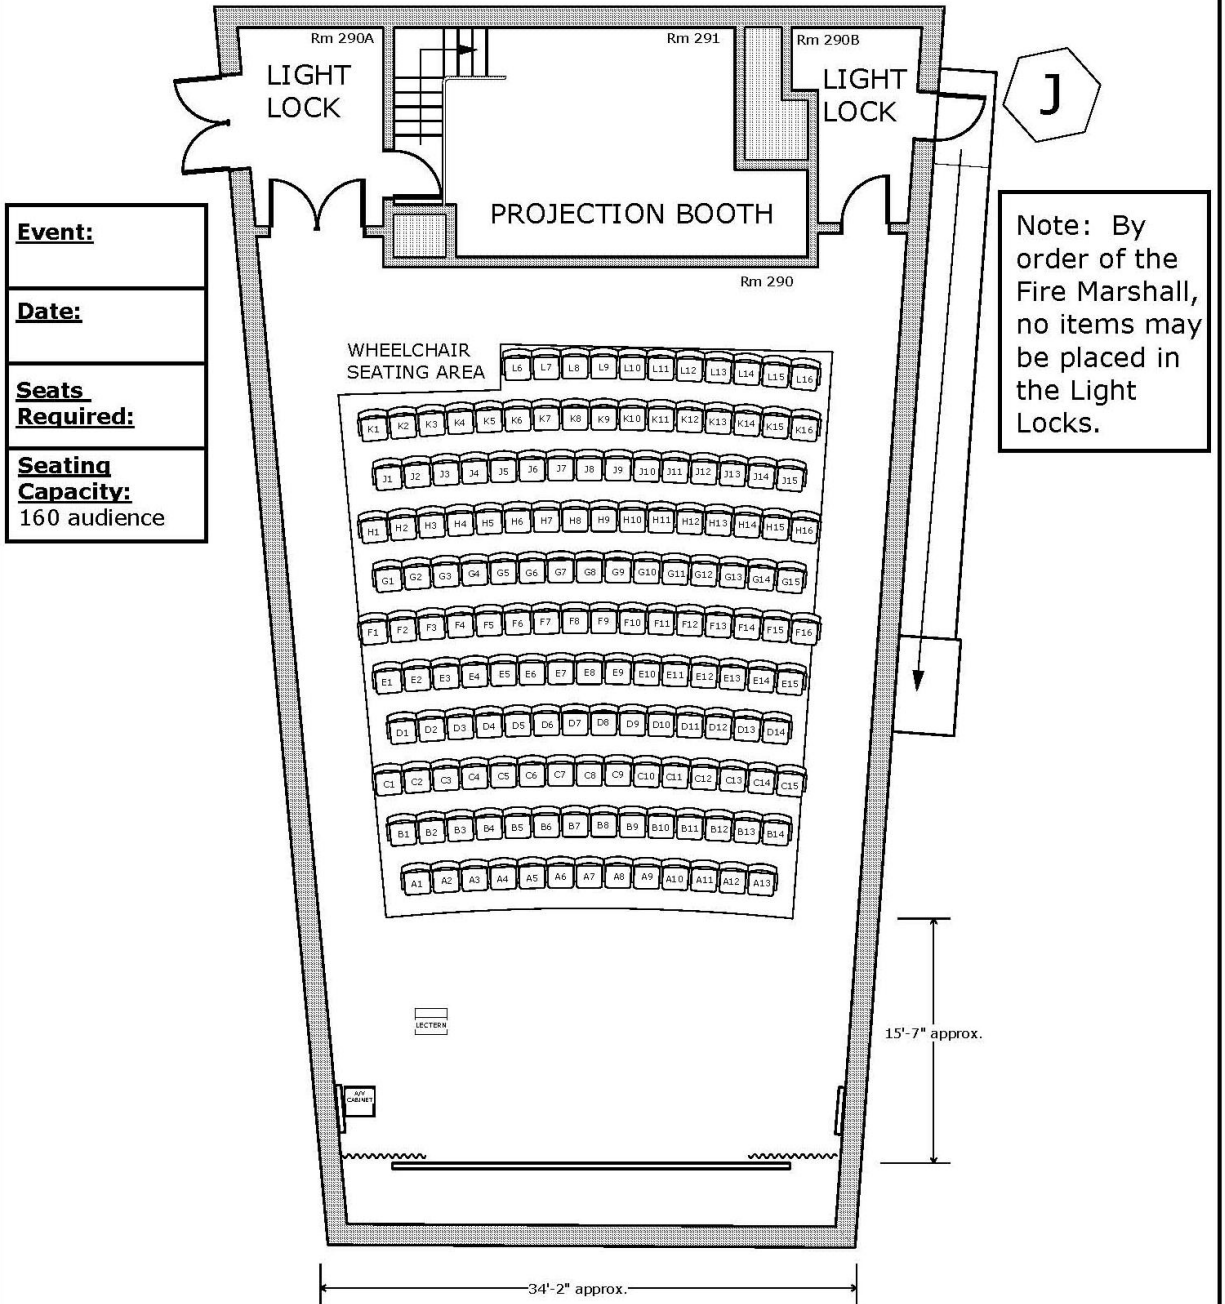 Rm 290A
Rm 291
Rm 290B
LIGHT
LOCK
LIGHT
LOCK
J
PROJECTION BOOTH
Rm 290
Event:
Date:
Seats
Required:
Seating
Capacity:
160 audience
Note: By
order of the
Fire Marshall,
no items may
be placed in
the Light
Locks.
WHEELCHAIR
SEATING AREA
L6 L7 L8 L9 L10 L11 L12 L13 L14 L15 L16
K1 K2 K3 K4 K5 K6 K7 K8 K9 K10 K11 K12 K13 K14 K15 K16
J1 J2 J3 J4 J5 J6 J7 J8 J9 J10 J11 J12 J13 J14 J15
H1 H2 H3 H4 H5 H6 H7 H8 H9 H10 H11 H12 H13 H14 H15 H16
G1 G2 G3 G4 G5 G6 G7 G8 G9 G10 G11 G12 G13 G14 G15
F1 F2 F3 F4 F5 F6 F7 F8 F9 F10 F11 F12 F13 F14 F15 F16
E1 E2 E3 E4 E5 E6 E7 E8 E9 E10 E11 E12 E13 E14 E15
D1 D2 D3 D4 D5 D6 D7 D8 D9 D10 D11 D12 D13 D14
C1 C2 C3 C4 C5 C6 C7 C8 C9 C10 C11 C12 C13 C14 C15
B1 B2 B3 B4 B5 B6 B7 B8 B9 B10 B11 B12 B13 B14
A1 A2 A3 A4 A5 A6 A7 A8 A9 A10 A11 A12 A13
LECTERN
15'-7" approx.
A/V
CABINET
34'-2" approx.